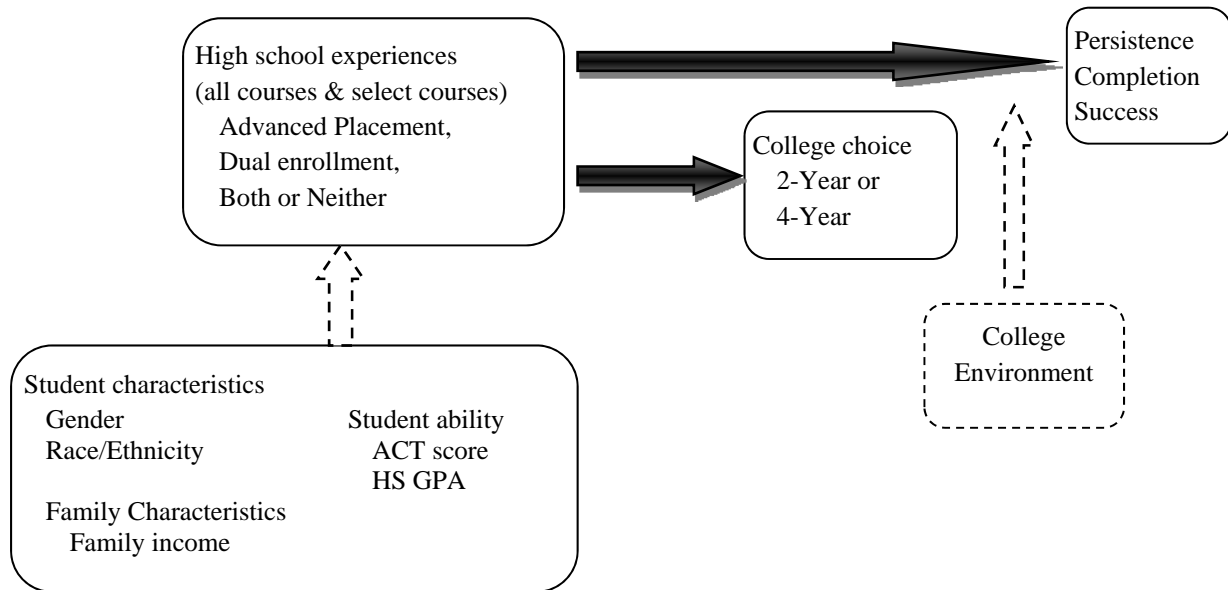 High school experiences
(all courses & select courses)
Advanced Placement,
Dual enrollment,
Both or Neither
Persistence
Completion
Success
College choice
2-Year or
4-Year
College
Environment
Student characteristics
Gender
Race/Ethnicity
Student ability
ACT score
HS GPA
Family Characteristics
Family income